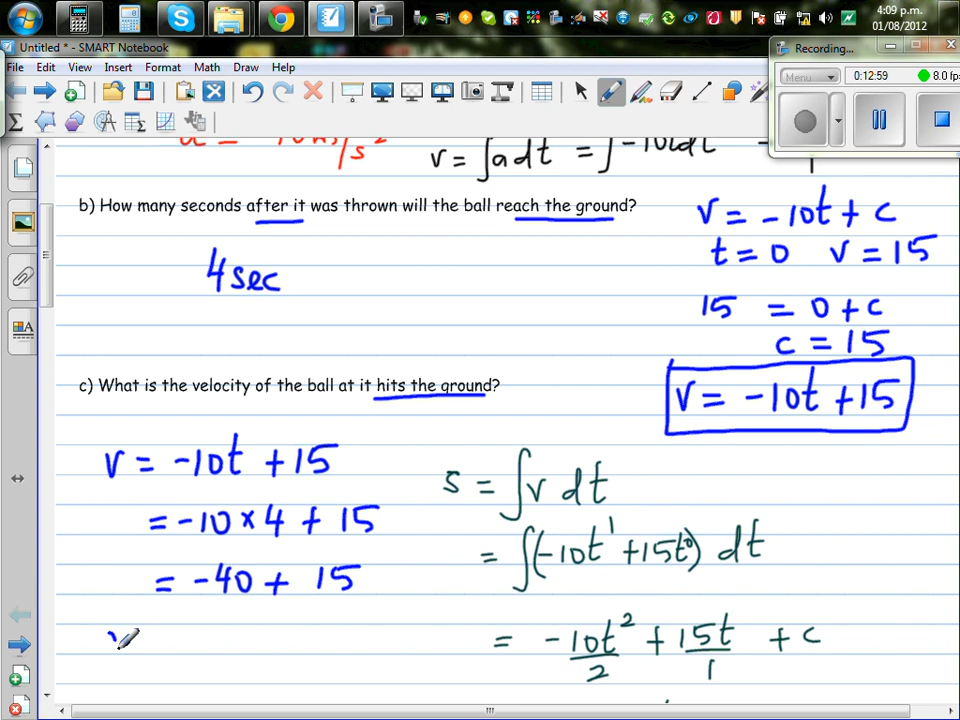 4:09 p.m.
01/08/2012
Untitled * - SMART Notebook
File Edit View Insert Format Math Draw Help
Recording...
Menu 0:12:59 8.0 fp
v = ∫a dt = ∫-10 dt
b) How many seconds after it was thrown will the ball reach the ground?
4 sec
v = -10t + c
t = 0 v = 15
15 = 0 + c
c = 15
v = -10t + 15
c) What is the velocity of the ball at it hits the ground?
v = -10t + 15
= -10 × 4 + 15
= -40 + 15
s = ∫v dt
= ∫(-10t¹ + 15t⁰) dt
= -10t²/2 + 15t/1 + c